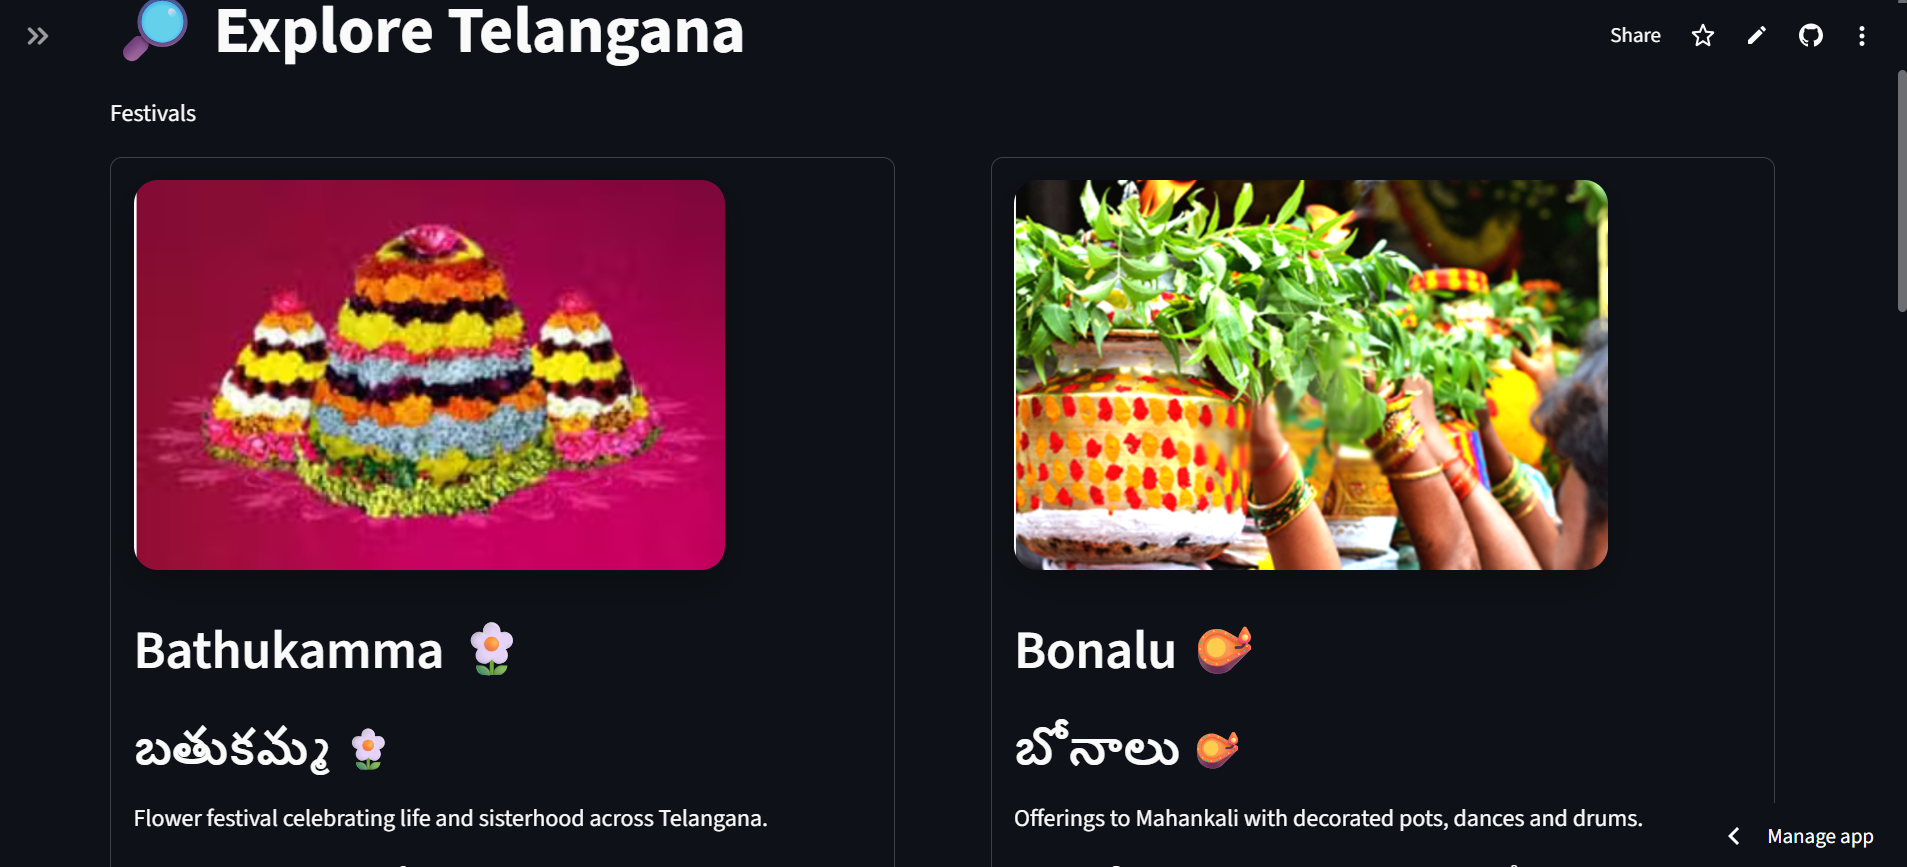 Explore Telangana
Share
Festivals
Bathukamma
బతుకమ్మ
Flower festival celebrating life and sisterhood across Telangana.
Bonalu
బోనాలు
Offerings to Mahankali with decorated pots, dances and drums.
Manage app